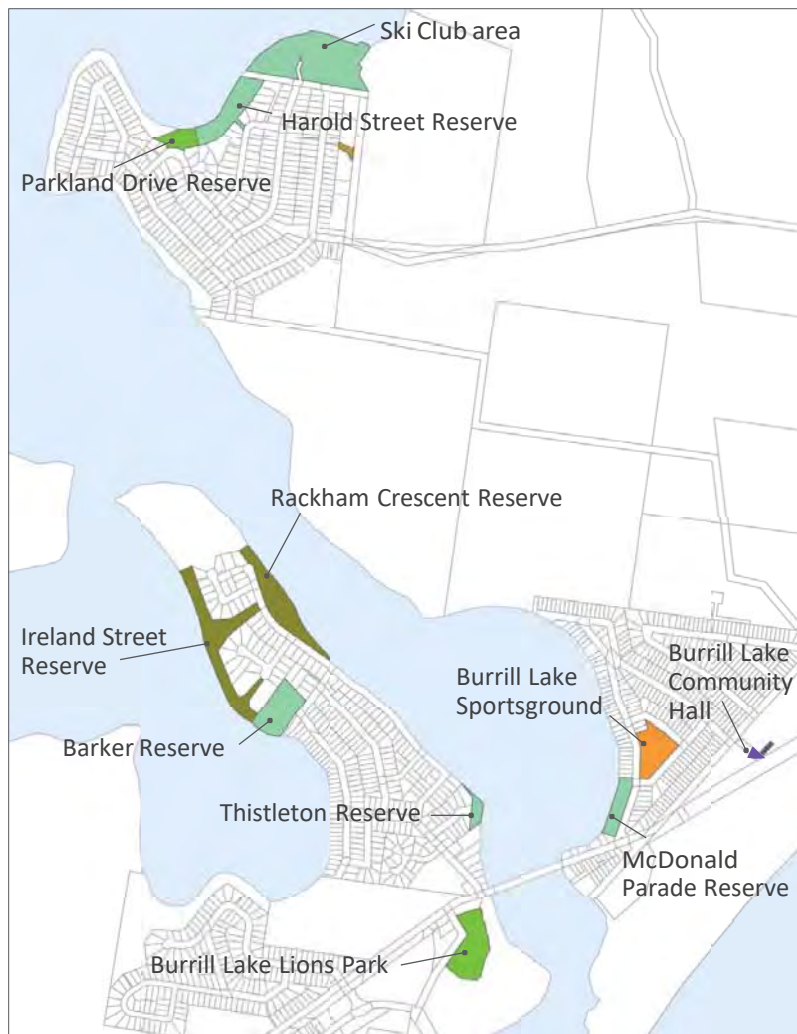 Ski Club area
Harold Street Reserve
Parkland Drive Reserve
Rackham Crescent Reserve
Ireland Street
Reserve
Burrill Lake
Sportsground
Burrill Lake
Community
Hall
Barker Reserve
Thistleton Reserve
McDonald
Parade Reserve
Burrill Lake Lions Park